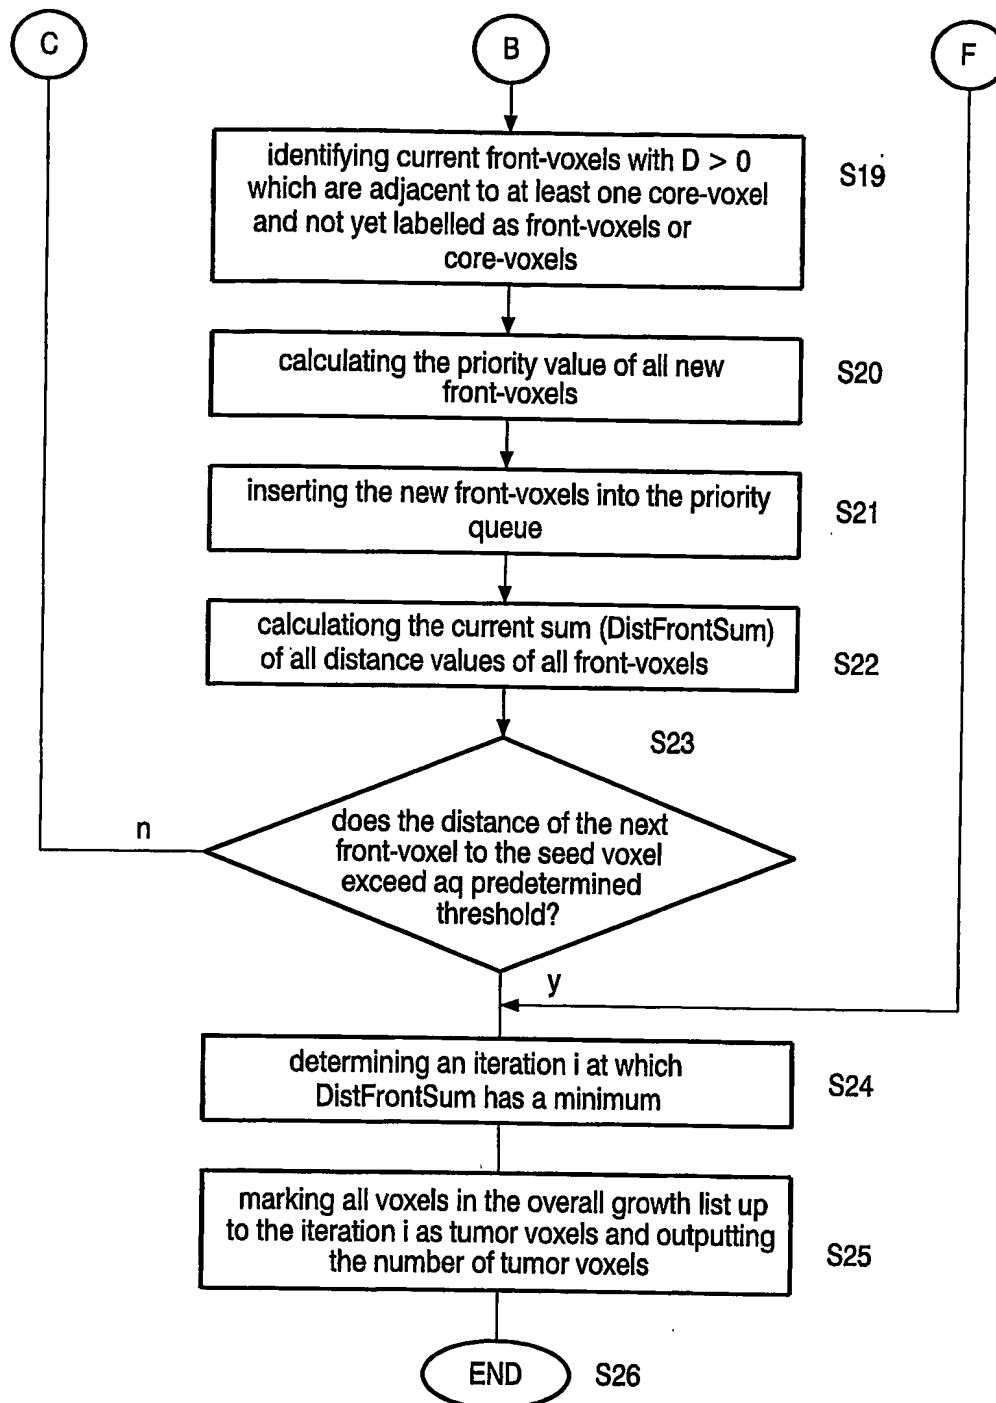 C
B
F
identifying current front-voxels with D > 0
which are adjacent to at least one core-voxel
and not yet labelled as front-voxels or
core-voxels
S19
calculating the priority value of all new
front-voxels
S20
inserting the new front-voxels into the priority
queue
S21
calculationg the current sum (DistFrontSum)
of all distance values of all front-voxels
S22
S23
does the distance of the next
front-voxel to the seed voxel
exceed aq predetermined
threshold?
n
y
determining an iteration i at which
DistFrontSum has a minimum
S24
marking all voxels in the overall growth list up
to the iteration i as tumor voxels and outputting
the number of tumor voxels
S25
END
S26